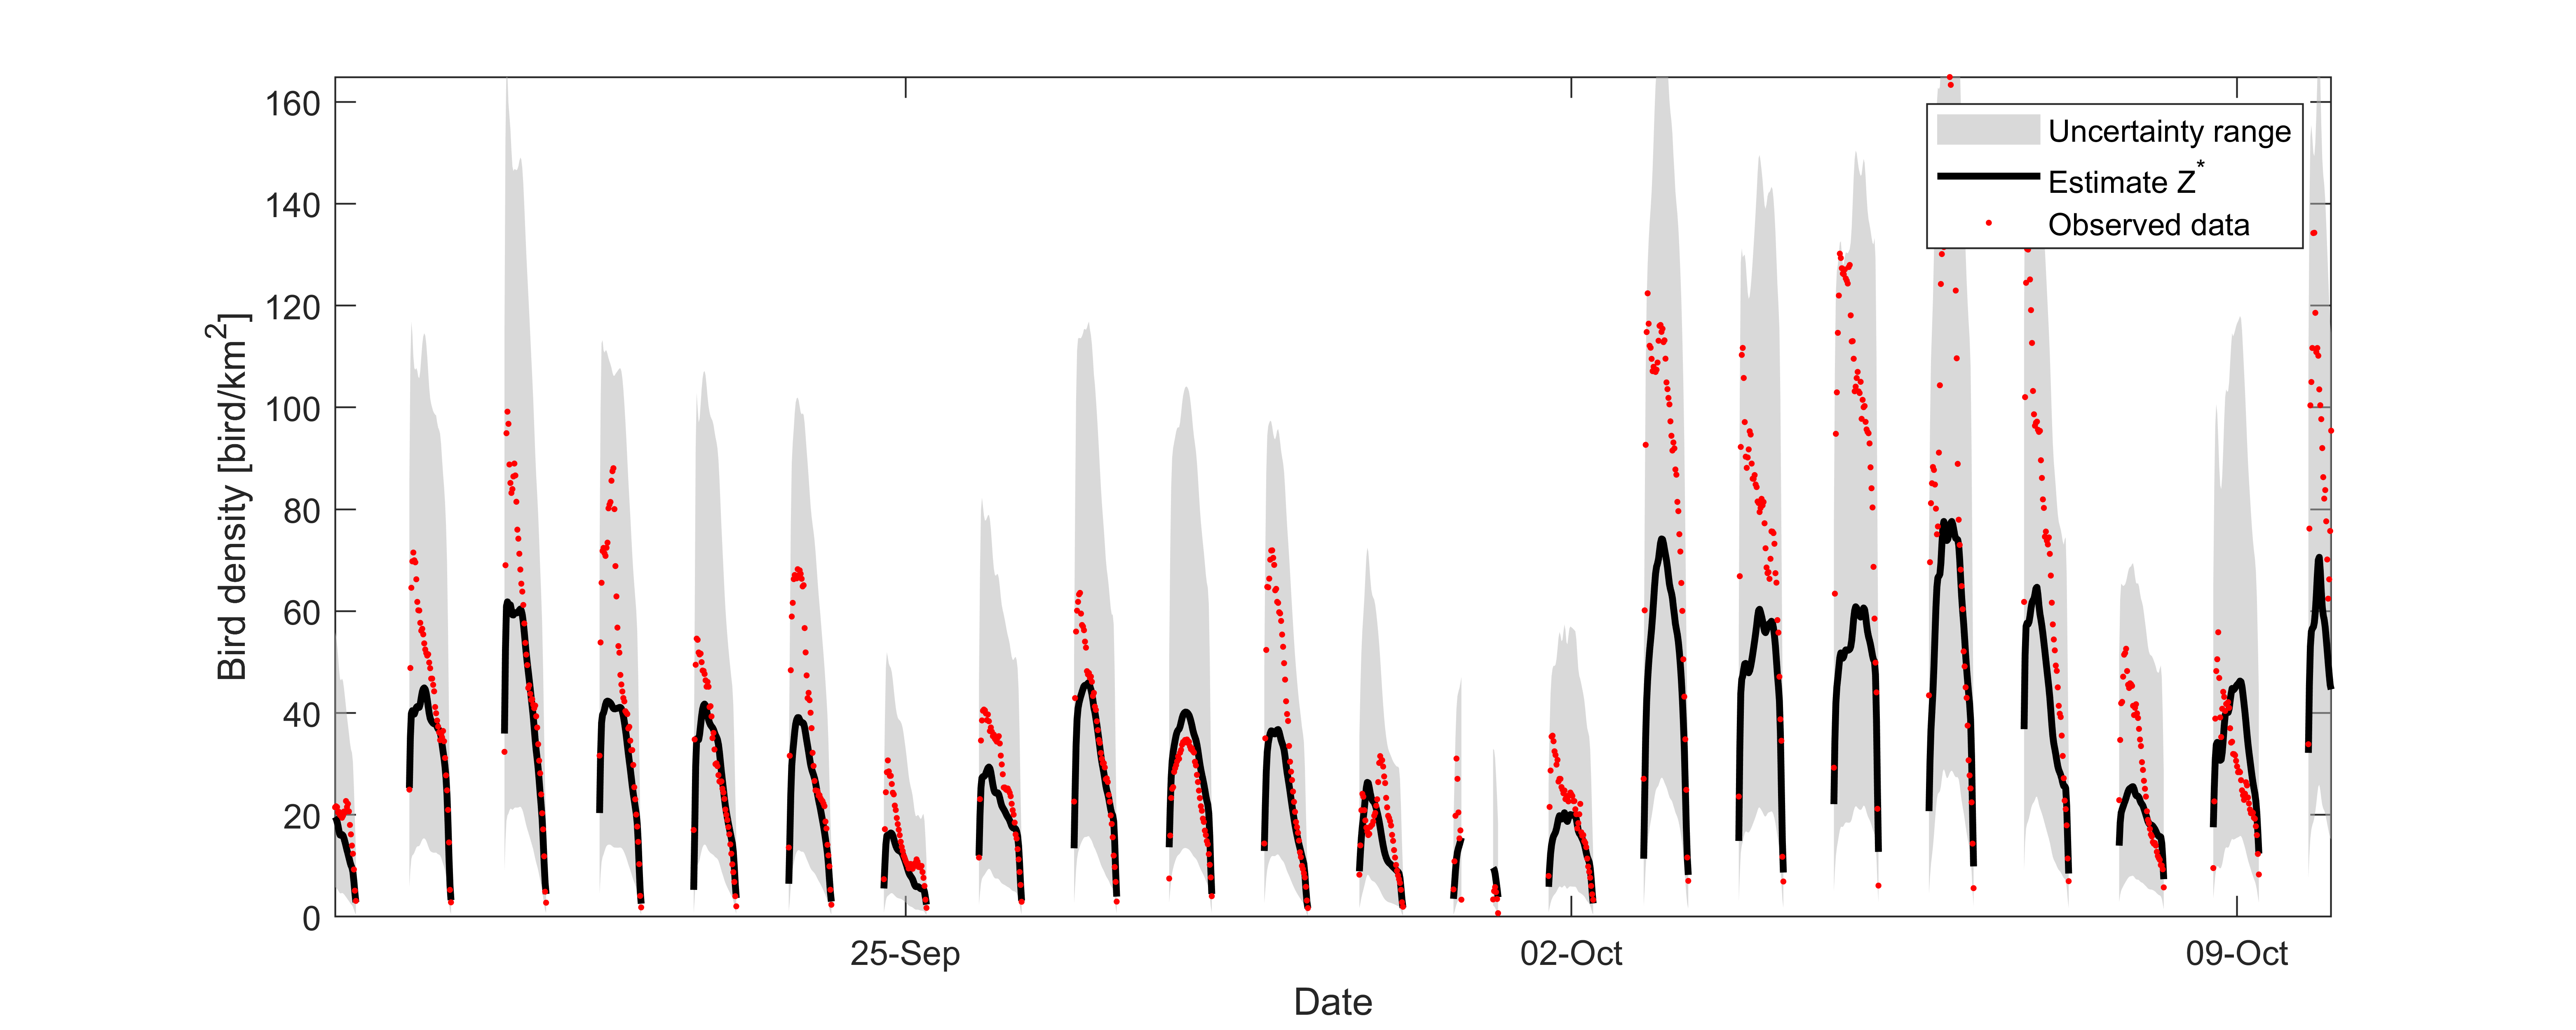 160
140
120
100
80
60
40
20
0
Bird density [bird/km²]
Uncertainty range
Estimate Z*
Observed data
25-Sep
02-Oct
09-Oct
Date